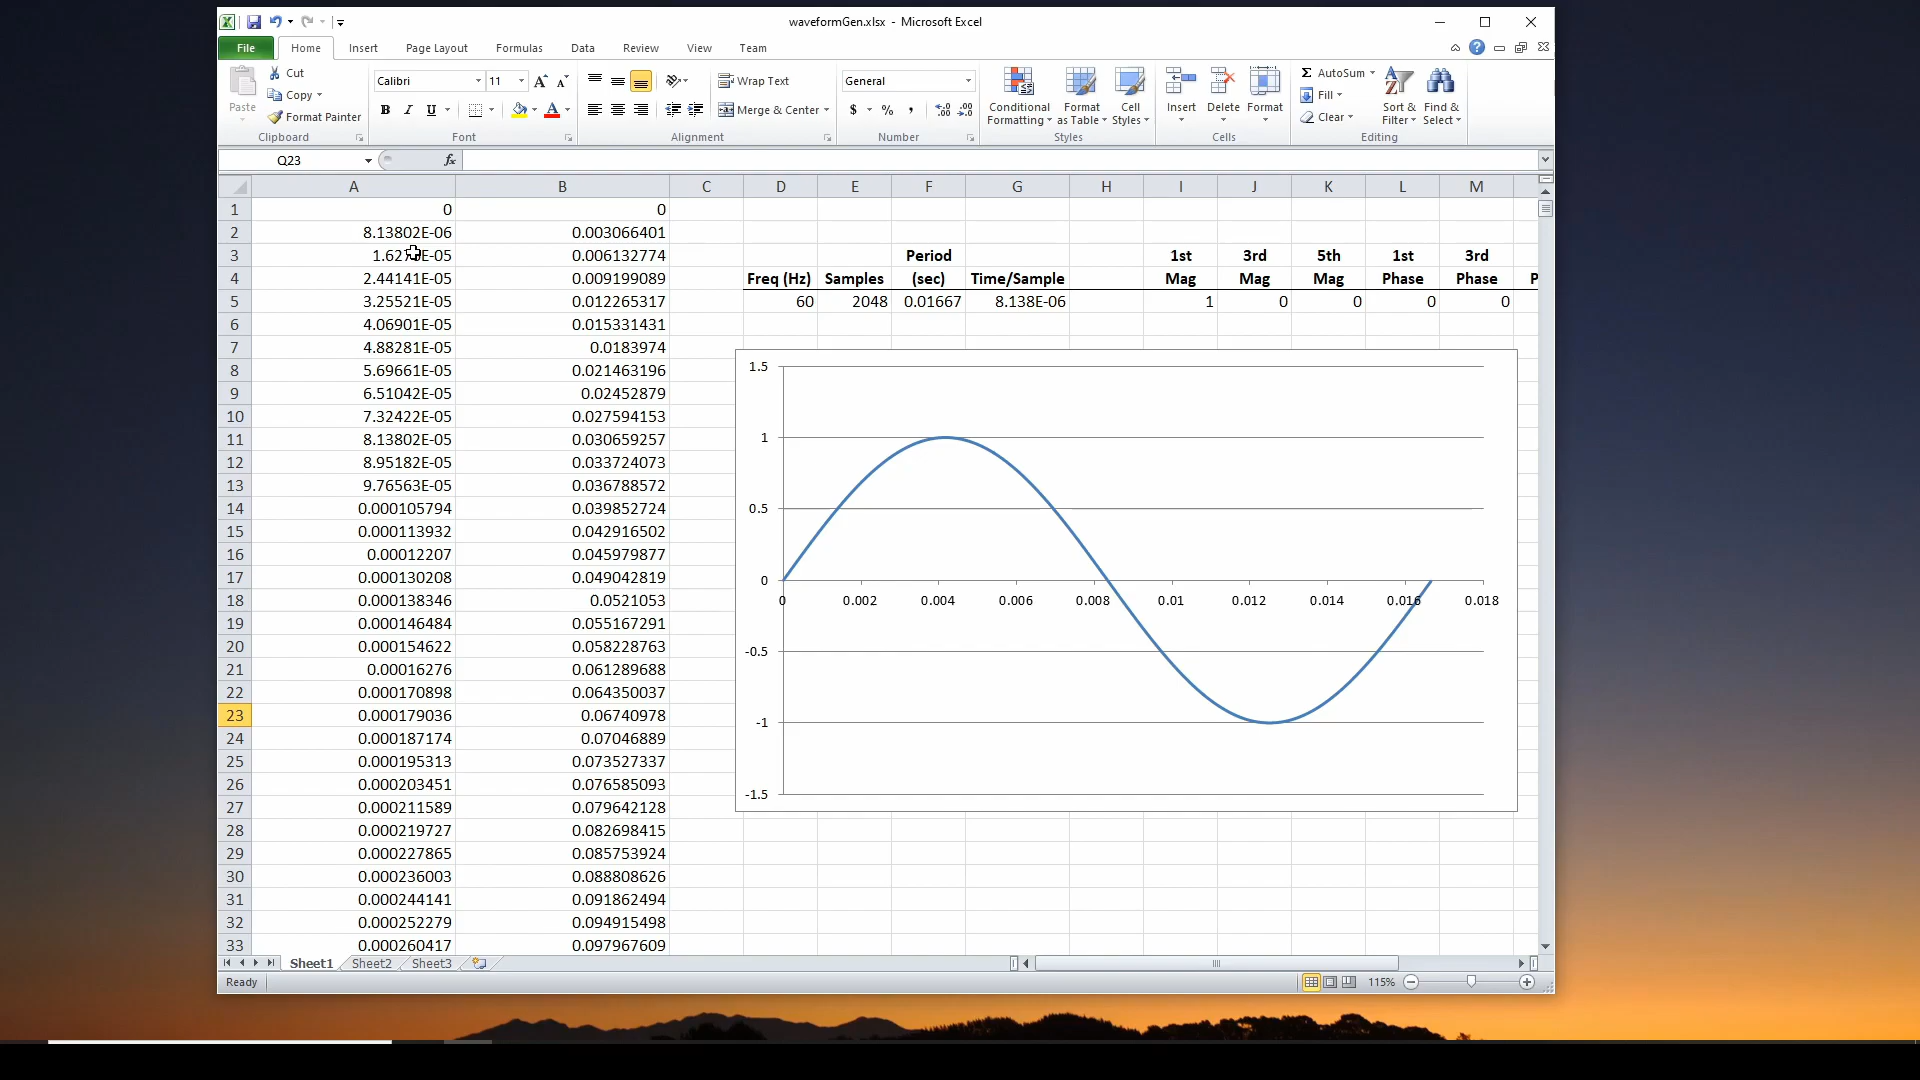 waveformGen.xlsx - Microsoft Excel
File Home Insert Page Layout Formulas Data Review View Team
Paste Cut Copy Format Painter
Calibri 11
B I U
Wrap Text
Merge & Center
General
$ % ,
Conditional Formatting Format as Table Cell Styles
Insert Delete Format
AutoSum Fill Clear
Sort & Filter Find & Select
Clipboard Font Alignment Number Styles Cells Editing
Q23 fx
A B C D E F G H I J K L M
1 0 0
2 8.13802E-06 0.003066401
3 0.006132774 Period 1st 3rd 5th 1st 3rd
4 2.44141E-05 0.009199089 Freq (Hz) Samples (sec) Time/Sample Mag Mag Mag Phase Phase P
5 3.25521E-05 0.012265317 60 2048 0.01667 8.138E-06 1 0 0 0 0
6 4.06901E-05 0.015331431
7 4.88281E-05 0.0183974
8 5.69661E-05 0.021463196
9 6.51042E-05 0.02452879
10 7.32422E-05 0.027594153
11 8.13802E-05 0.030659257
12 8.95182E-05 0.033724073
13 9.76563E-05 0.036788572
14 0.000105794 0.039852724
15 0.000113932 0.042916502
16 0.00012207 0.045979877
17 0.000130208 0.049042819
18 0.000138346 0.0521053
19 0.000146484 0.055167291
20 0.000154622 0.058228763
21 0.00016276 0.061289688
22 0.000170898 0.064350037
23 0.000179036 0.06740978
24 0.000187174 0.07046889
25 0.000195313 0.073527337
26 0.000203451 0.076585093
27 0.000211589 0.079642128
28 0.000219727 0.082698415
29 0.000227865 0.085753924
30 0.000236003 0.088808626
31 0.000244141 0.091862494
32 0.000252279 0.094915498
33 0.000260417 0.097967609
1.5
1
0.5
0
-0.5
-1
-1.5
0 0.002 0.004 0.006 0.008 0.01 0.012 0.014 0.016 0.018
Sheet1 Sheet2 Sheet3
Ready 115%